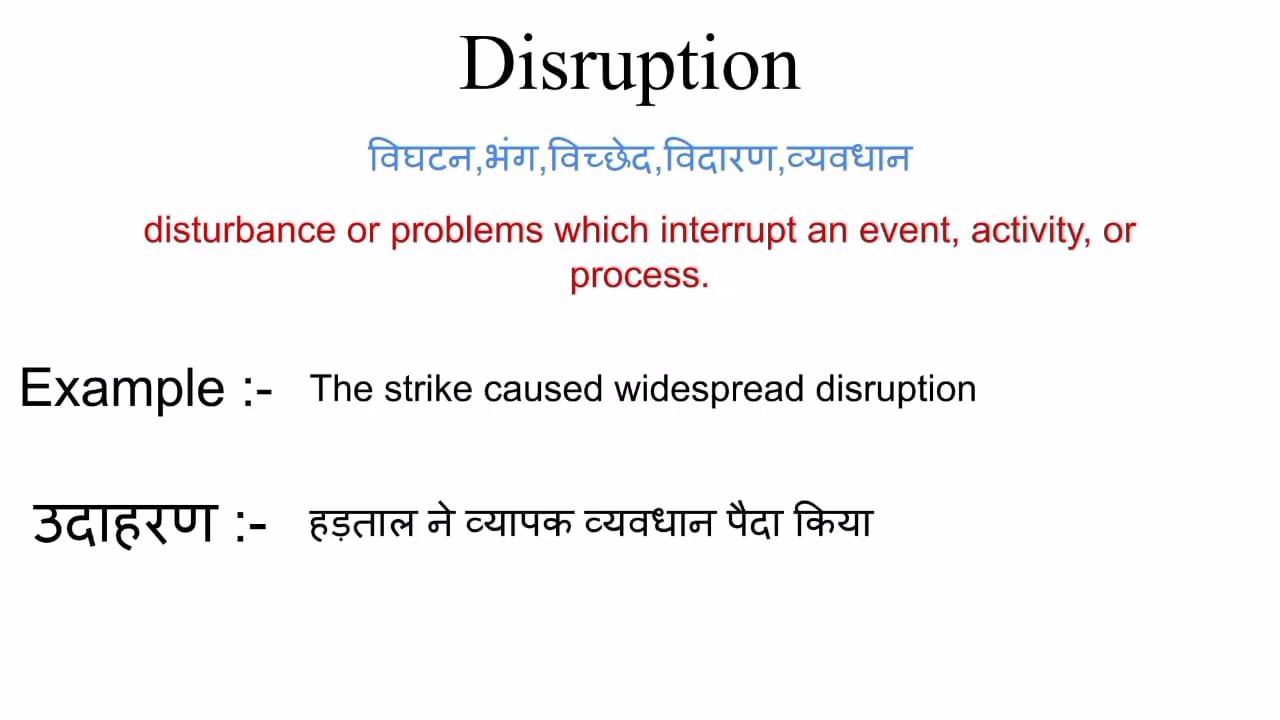 Disruption
विघटन,भंग,विच्छेद,विदारण,व्यवधान
disturbance or problems which interrupt an event, activity, or
process.
Example :- The strike caused widespread disruption
उदाहरण :- हड़ताल ने व्यापक व्यवधान पैदा किया